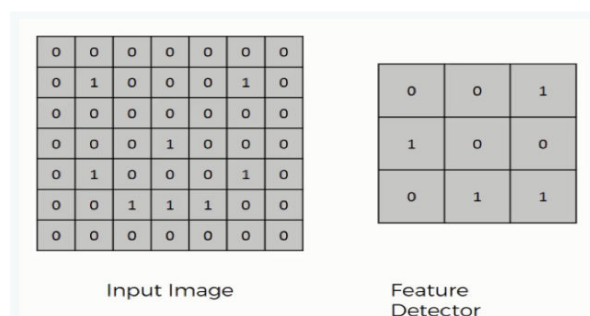 0 0 0 0 0 0 0
0 1 0 0 0 1 0
0 0 0 0 0 0 0
0 0 0 1 0 0 0
0 1 0 0 0 1 0
0 0 1 1 1 0 0
0 0 0 0 0 0 0
Input Image
0 0 1
1 0 0
0 1 1
Feature
Detector